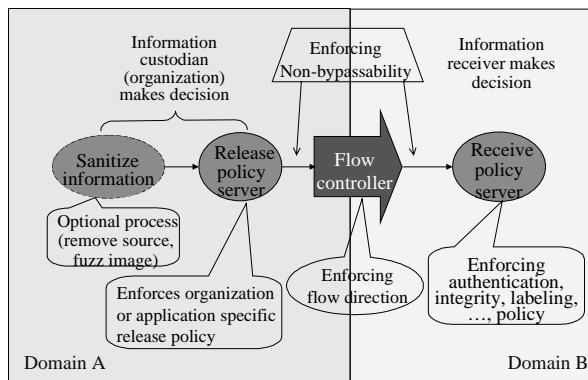 Information
custodian
(organization)
makes decision
Enforcing
Non-bypassability
Information
receiver makes
decision
Sanitize
information
Release
policy
server
Flow
controller
Receive
policy
server
Optional process
(remove source,
fuzz image)
Enforces organization
or application specific
release policy
Enforcing
flow direction
Enforcing
authentication,
integrity, labeling,
…, policy
Domain A
Domain B